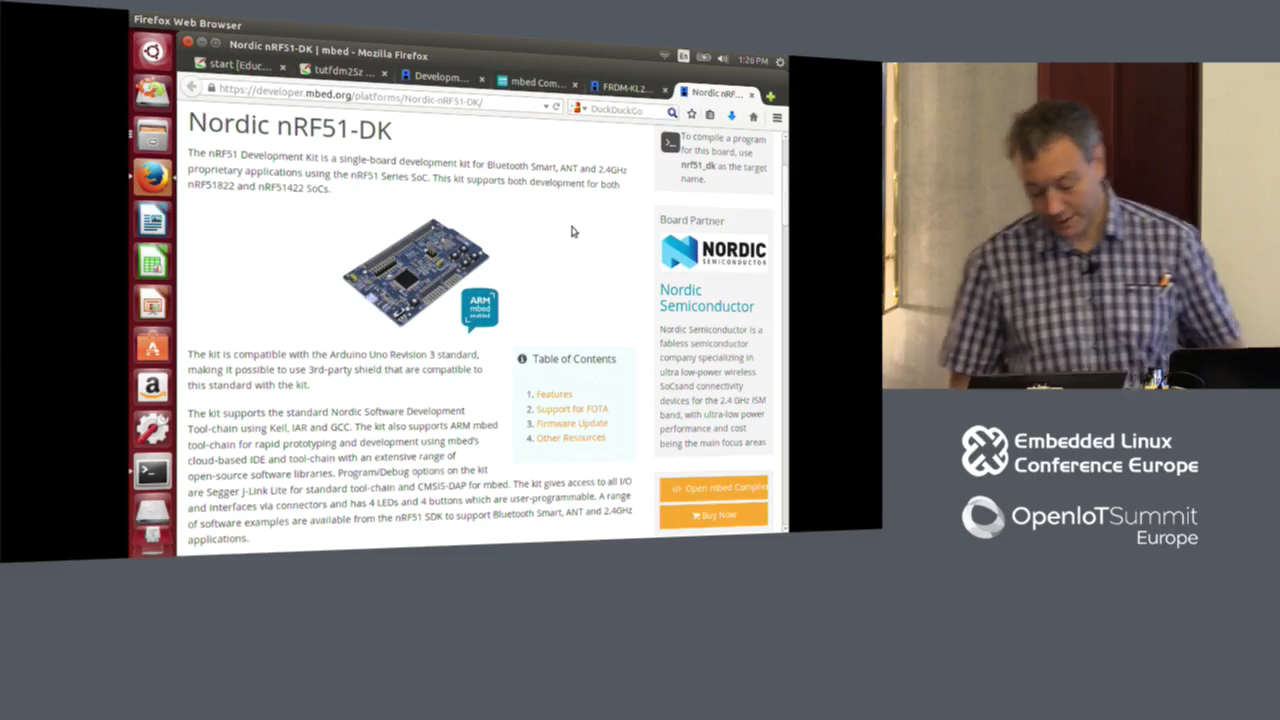 Firefox Web Browser
Nordic nRF51-DK | mbed - Mozilla Firefox
En
1:26 PM
start [Educ...
tutfdm25z ...
Developm...
mbed Com...
FRDM-KL2...
Nordic nRF...
https://developer.mbed.org/platforms/Nordic-nRF51-DK/
DuckDuckGo
Nordic nRF51-DK
The nRF51 Development Kit is a single-board development kit for Bluetooth Smart, ANT and 2.4GHz
proprietary applications using the nRF51 Series SoC. This kit supports both development for both
nRF51822 and nRF51422 SoCs.
ARM
mbed
enabled
The kit is compatible with the Arduino Uno Revision 3 standard,
making it possible to use 3rd-party shield that are compatible to
this standard with the kit.
The kit supports the standard Nordic Software Development
Tool-chain using Keil, IAR and GCC. The kit also supports ARM mbed
tool-chain for rapid prototyping and development using mbed's
cloud-based IDE and tool-chain with an extensive range of
open-source software libraries. Program/Debug options on the kit
are Segger J-Link Lite for standard tool-chain and CMSIS-DAP for mbed. The kit gives access to all I/O
and Interfaces via connectors and has 4 LEDs and 4 buttons which are user-programmable. A range
of software examples are available from the nRF51 SDK to support Bluetooth Smart, ANT and 2.4GHz
applications.
Table of Contents
1. Features
2. Support for FOTA
3. Firmware Update
4. Other Resources
To compile a program
for this board, use
nrf51_dk as the target
name.
Board Partner
NORDIC
SEMICONDUCTOR
Nordic
Semiconductor
Nordic Semiconductor is a
fabless semiconductor
company specializing in
ultra low-power wireless
SoCsand connectivity
devices for the 2.4 GHz ISM
band, with ultra-low power
performance and cost
being the main focus areas
Open mbed Compiler
Buy Now
Embedded Linux
Conference Europe
OpenIoTSummit
Europe